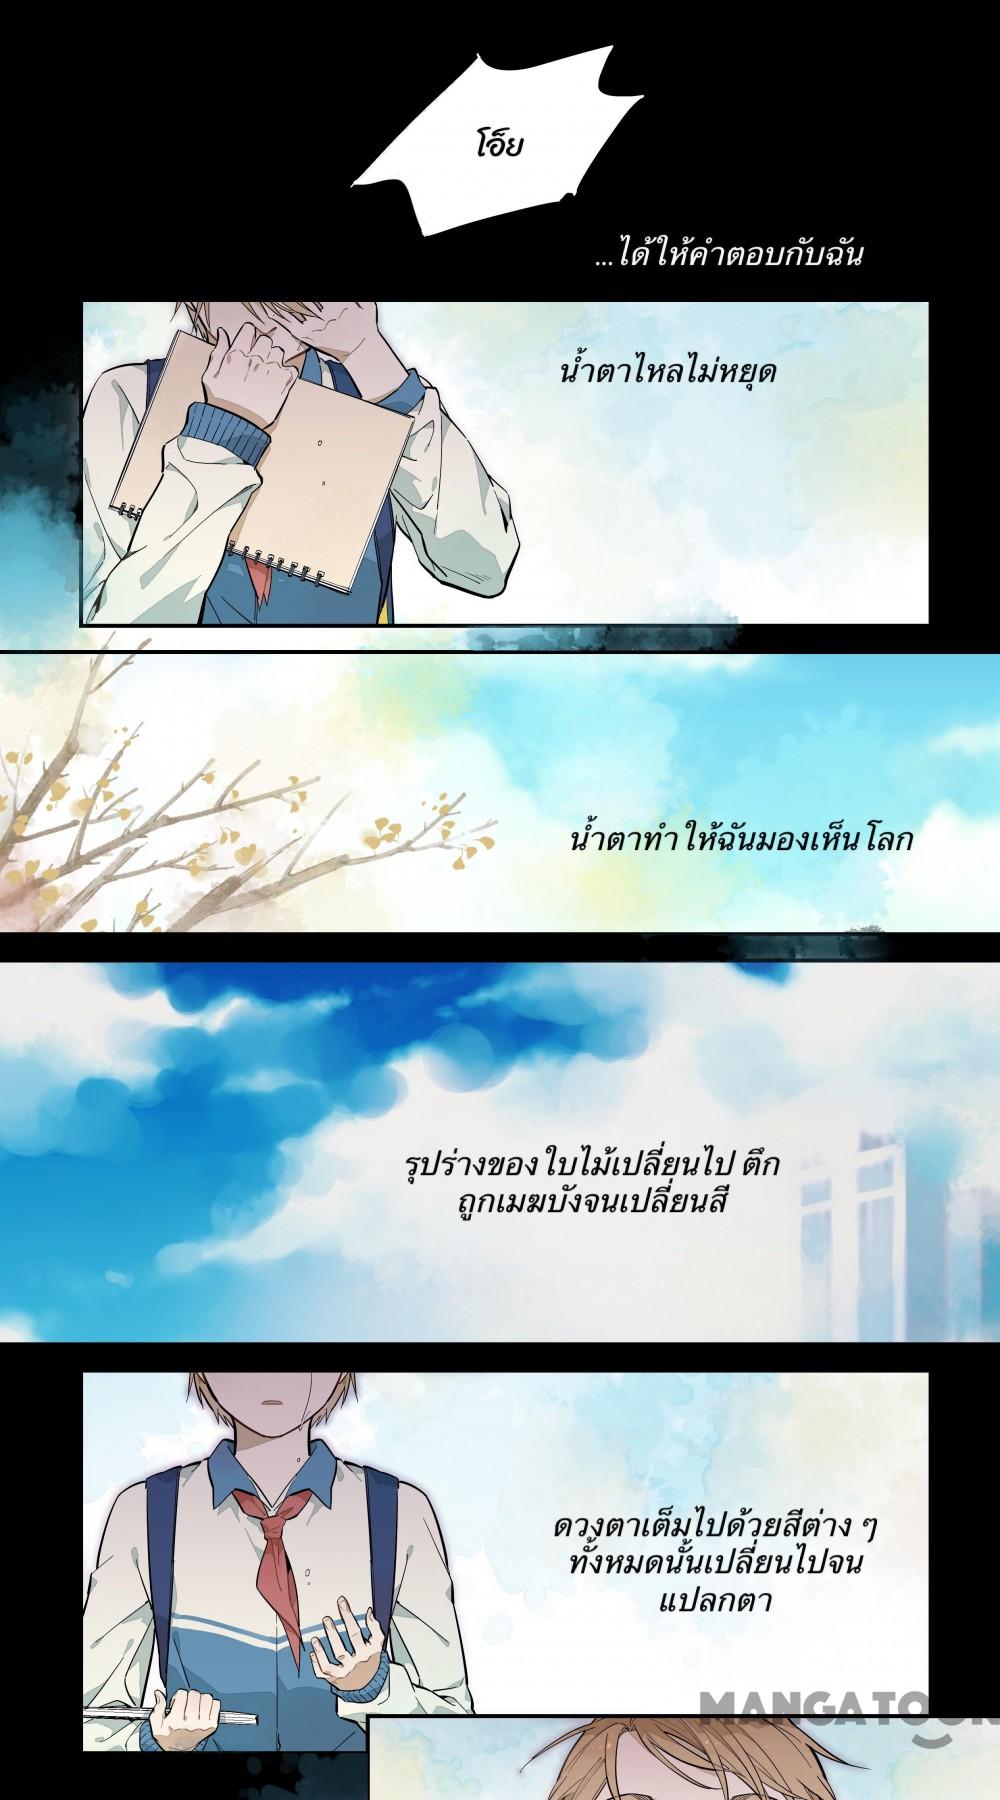 โอ็ย
...ได้ให้คำตอบกับฉัน
น้ำตาไหลไม่หยุด
น้ำตาทำให้ฉันมองเห็นโลก
รูปร่างของใบไม้เปลี่ยนไป ตึก
ถูกเมฆบังจนเปลี่ยนสี
ดวงตาเต็มไปด้วยสีต่าง ๆ
ทั้งหมดนั้นเปลี่ยนไปจน
แปลกตา
MANGATOON